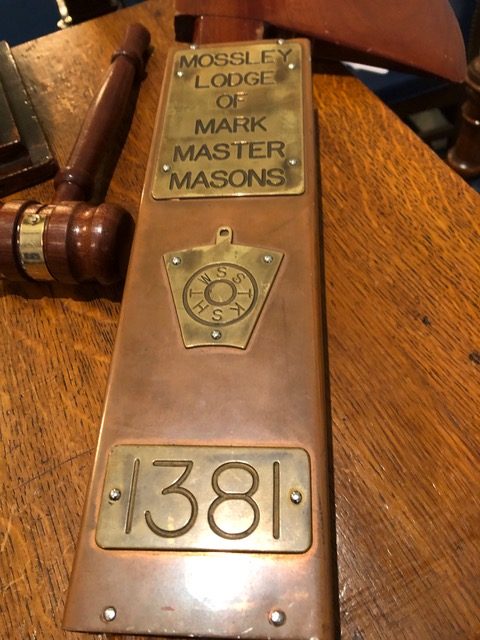 MOSSLEY
LODGE
OF
MARK
MASTER
MASONS
HTWSSTKS
1381